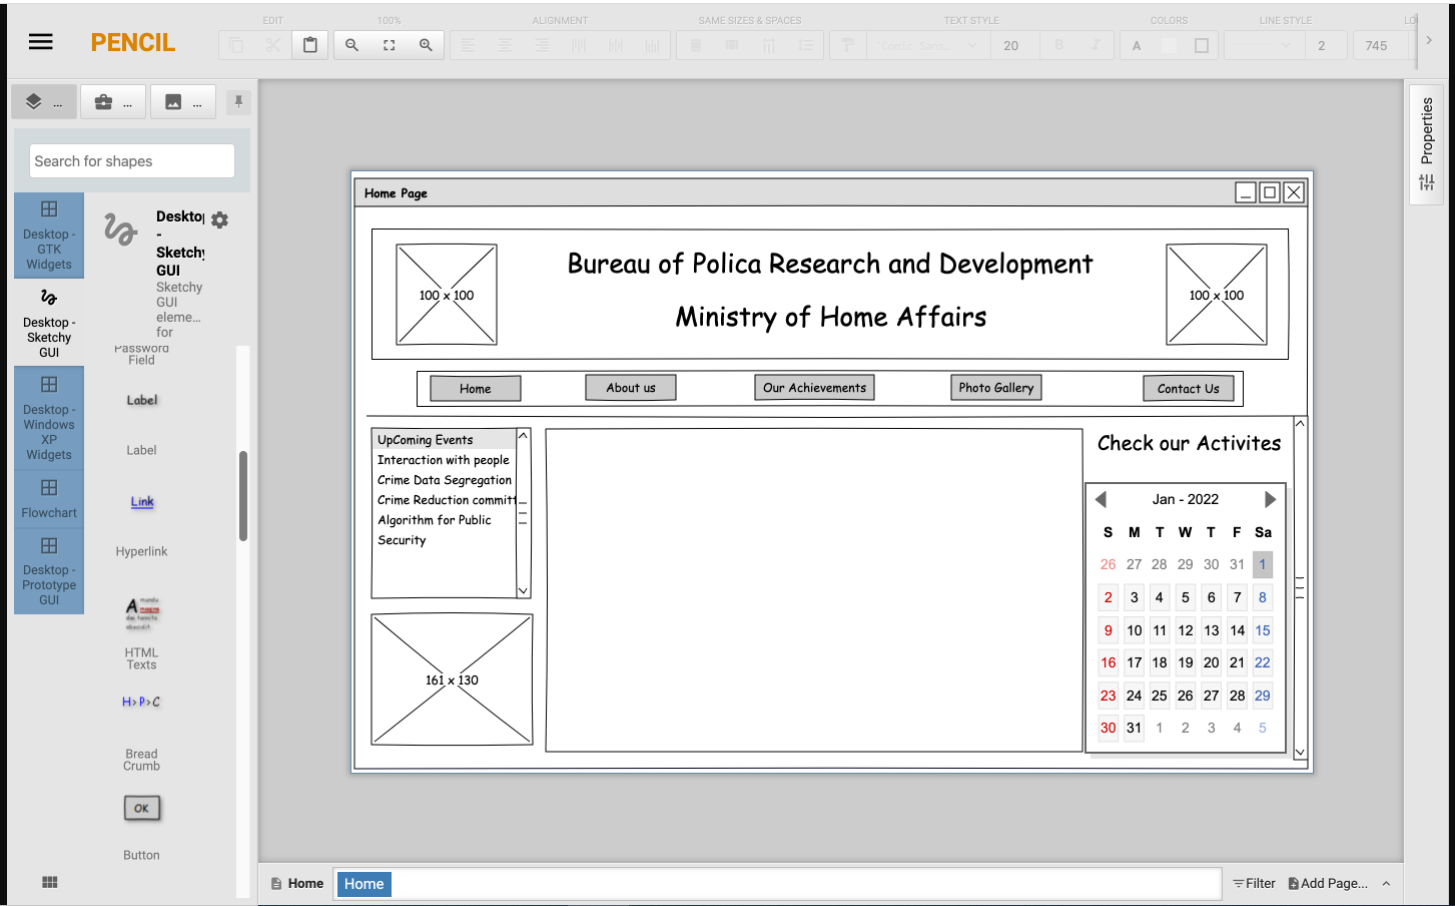 EDIT
100%
ALIGNMENT
SAME SIZES & SPACES
TEXT STYLE
COLORS
LINE STYLE
PENCIL
20
B
I
A
2
745
...
...
...
Search for shapes
Properties
Desktop -
GTK
Widgets
Desktop -
Sketchy
GUI
Desktop -
Windows
XP
Widgets
Flowchart
Desktop -
Prototype
GUI
Desktop
-
Sketchy
GUI
Sketchy
GUI
eleme...
for
Password
Field
Label
Label
Link
Hyperlink
A
HTML
Texts
H>P>C
Bread
Crumb
OK
Button
Home Page
100 x 100
Bureau of Polica Research and Development
Ministry of Home Affairs
100 x 100
Home
About us
Our Achievements
Photo Gallery
Contact Us
UpComing Events
Interaction with people
Crime Data Segregation
Crime Reduction committ
Algorithm for Public
Security
161 x 130
Check our Activites
Jan - 2022
S M T W T F Sa
26 27 28 29 30 31 1
2 3 4 5 6 7 8
9 10 11 12 13 14 15
16 17 18 19 20 21 22
23 24 25 26 27 28 29
30 31 1 2 3 4 5
Home
Home
Filter
Add Page...